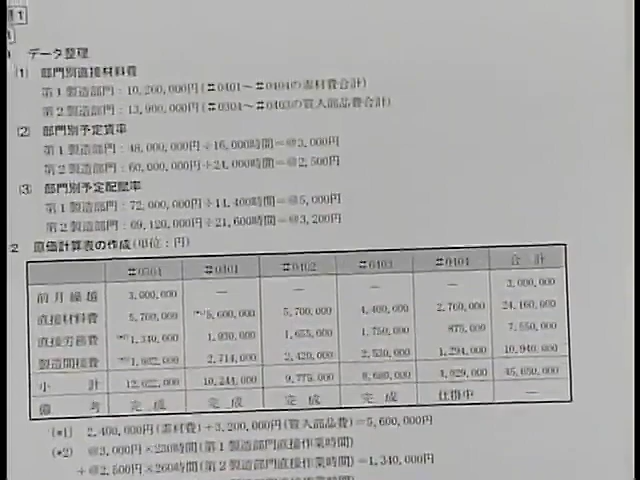 1
データ整理
(1) 部門別直接材料費
第1製造部門：10,260,000円(#0401〜#0404の素材費合計)
第2製造部門：13,900,000円(#0304〜#0403の買入部品費合計)
(2) 部門別予定賃率
第1製造部門：48,000,000円÷16,000時間＝@3,000円
第2製造部門：60,000,000円÷24,000時間＝@2,500円
(3) 部門別予定配賦率
第1製造部門：72,000,000円÷14,400時間＝@5,000円
第2製造部門：69,120,000円÷21,600時間＝@3,200円
2 原価計算表の作成(単位：円)
#0304 #0401 #0402 #0403 #0404 合計
前月繰越 3,000,000 — — — — 3,000,000
直接材料費 5,700,000 (*1)5,600,000 5,700,000 4,400,000 2,760,000 24,160,000
直接労務費 (*2)1,340,000 1,930,000 1,655,000 1,750,000 875,000 7,550,000
製造間接費 (*3)1,982,000 2,714,000 2,420,000 2,530,000 1,294,000 10,940,000
小計 12,022,000 10,244,000 9,775,000 8,680,000 4,929,000 45,650,000
備考 完成 完成 完成 完成 仕掛中 —
(*1) 2,400,000円(素材費)＋3,200,000円(買入部品費)＝5,600,000円
(*2) @3,000円×230時間(第1製造部門直接作業時間)
＋@2,500円×260時間(第2製造部門直接作業時間)＝1,340,000円